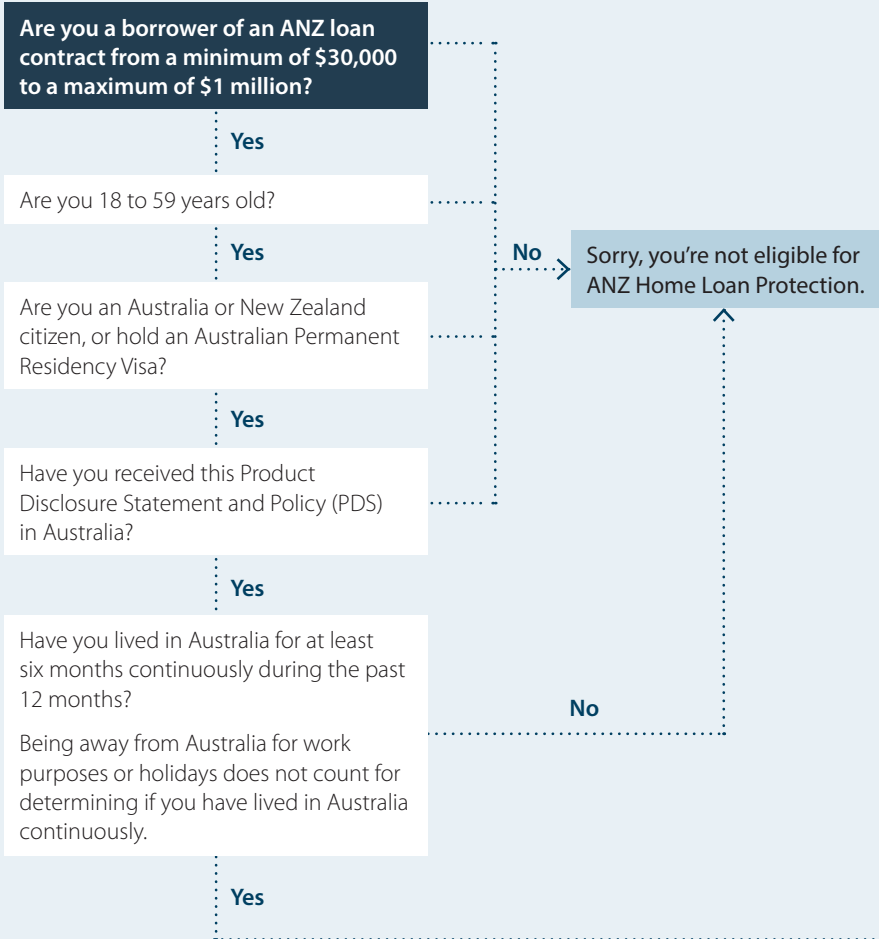 Are you a borrower of an ANZ loan
contract from a minimum of $30,000
to a maximum of $1 million?
Yes
Are you 18 to 59 years old?
Yes
No
Sorry, you're not eligible for
ANZ Home Loan Protection.
Are you an Australia or New Zealand
citizen, or hold an Australian Permanent
Residency Visa?
Yes
Have you received this Product
Disclosure Statement and Policy (PDS)
in Australia?
Yes
Have you lived in Australia for at least
six months continuously during the past
12 months?
Being away from Australia for work
purposes or holidays does not count for
determining if you have lived in Australia
continuously.
No
Yes